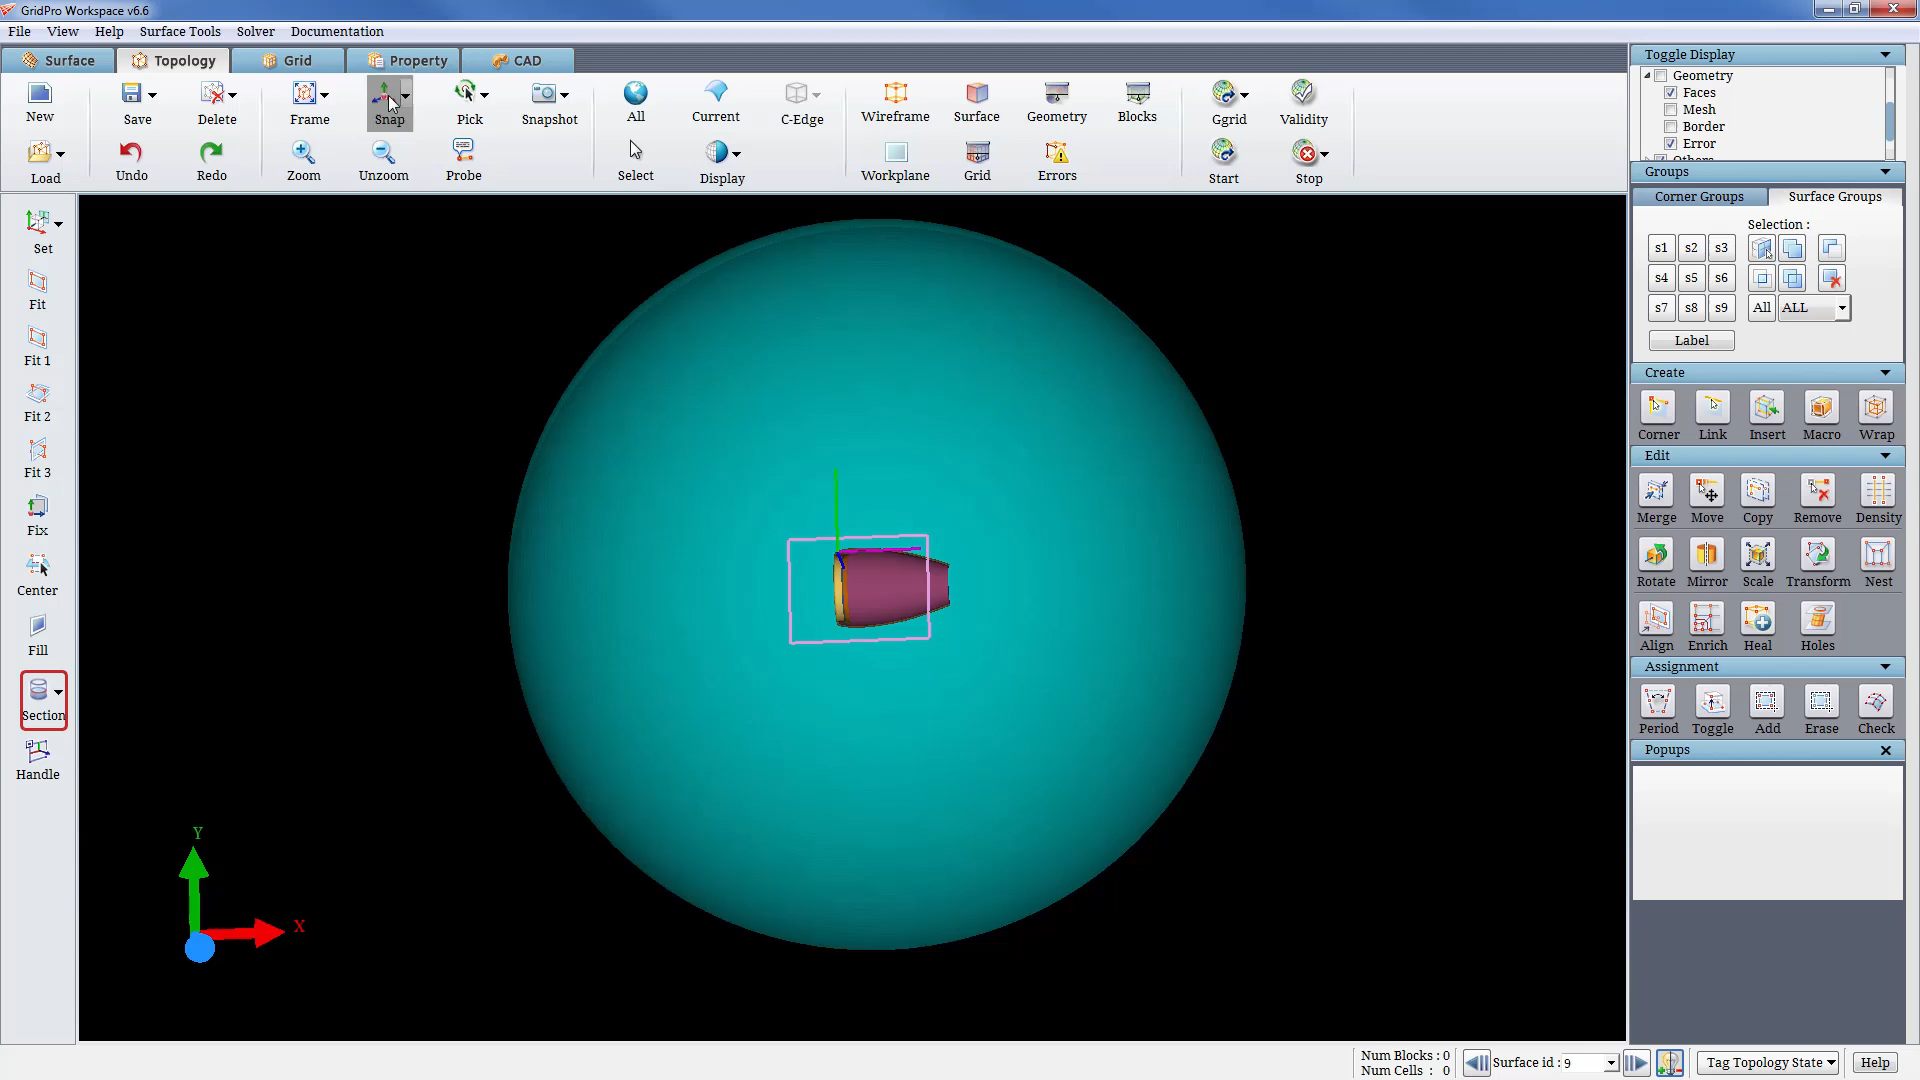 GridPro Workspace v6.6
File View Help Surface Tools Solver Documentation
Surface Topology Grid Property CAD
New Save Delete Frame Snap Pick Snapshot All Current C-Edge Wireframe Surface Geometry Blocks Ggrid Validity
Load Undo Redo Zoom Unzoom Probe Select Display Workplane Grid Errors Start Stop
Set
Fit
Fit 1
Fit 2
Fit 3
Fix
Center
Fill
Section
Handle
Y
X
Toggle Display
Geometry
Faces
Mesh
Border
Error
Others
Groups
Corner Groups Surface Groups
Selection :
s1 s2 s3
s4 s5 s6
s7 s8 s9 All ALL
Label
Create
Corner Link Insert Macro Wrap
Edit
Merge Move Copy Remove Density
Rotate Mirror Scale Transform Nest
Align Enrich Heal Holes
Assignment
Period Toggle Add Erase Check
Popups
Num Blocks : 0
Num Cells : 0
Surface id : 9
Tag Topology State
Help